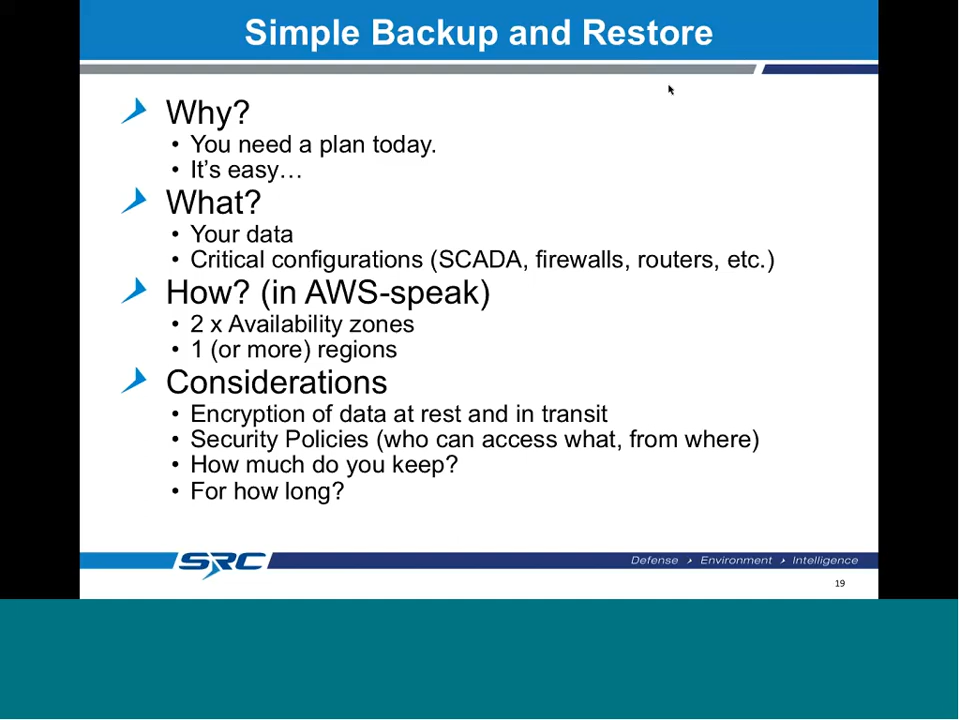 Simple Backup and Restore
Why?
• You need a plan today.
• It's easy…
What?
• Your data
• Critical configurations (SCADA, firewalls, routers, etc.)
How? (in AWS-speak)
• 2 x Availability zones
• 1 (or more) regions
Considerations
• Encryption of data at rest and in transit
• Security Policies (who can access what, from where)
• How much do you keep?
• For how long?
SRC
Defense Environment Intelligence
19